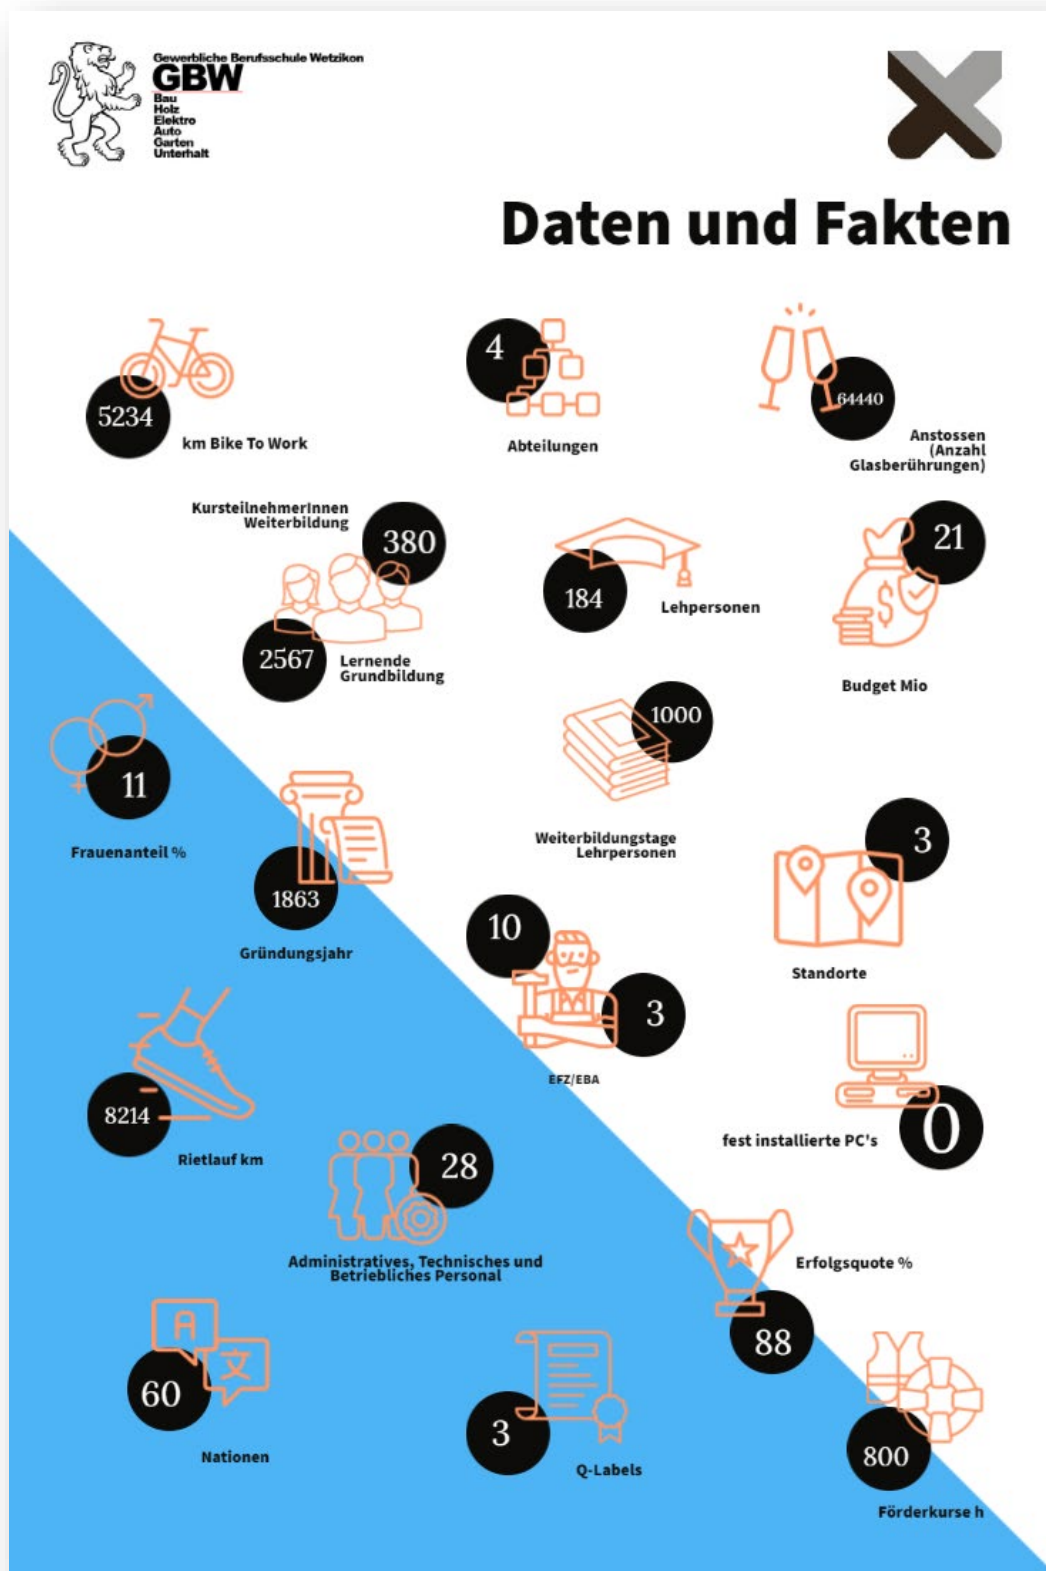 Gewerbliche Berufsschule Wetzikon
GBW
Bau
Holz
Elektro
Auto
Garten
Unterhalt
Daten und Fakten
5234
km Bike To Work
4
Abteilungen
64440
Anstossen
(Anzahl
Glasberührungen)
KursteilnehmerInnen
Weiterbildung
380
2567
Lernende
Grundbildung
184
Lehpersonen
21
$
Budget Mio
11
Frauenanteil %
1000
Weiterbildungstage
Lehrpersonen
1863
Gründungsjahr
3
Standorte
10
3
EFZ/EBA
8214
Rietlauf km
0
fest installierte PC's
28
Administratives, Technisches und
Betriebliches Personal
Erfolgsquote %
88
A
文
60
Nationen
3
Q-Labels
800
Förderkurse h